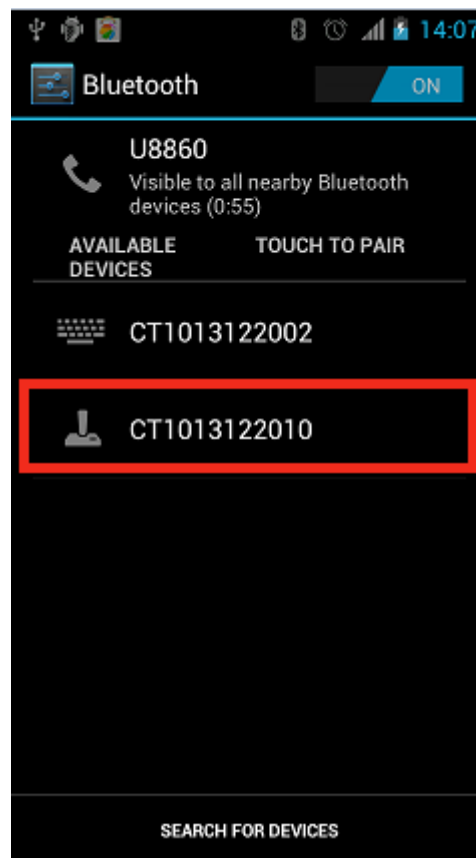 14:07
Bluetooth
ON
U8860
Visible to all nearby Bluetooth
devices (0:55)
AVAILABLE TOUCH TO PAIR
DEVICES
CT1013122002
CT1013122010
SEARCH FOR DEVICES